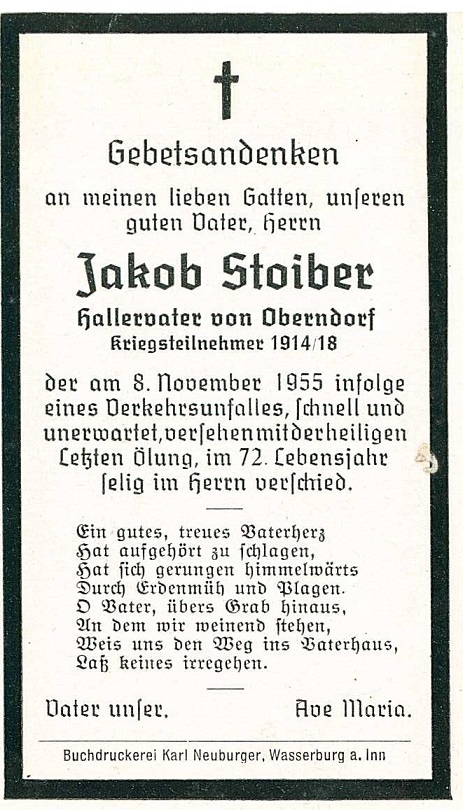 Gebetsandenken
an meinen lieben Gatten, unseren
guten Vater, Herrn
Jakob Stoiber
Hallervater von Oberndorf
Kriegsteilnehmer 1914/18
der am 8. November 1955 infolge
eines Verkehrsunfalles, schnell und
unerwartet, versehen mit der heiligen
Letzten Ölung, im 72. Lebensjahr
selig im Herrn verschied.
Ein gutes, treues Vaterherz
Hat aufgehört zu schlagen,
Hat sich gerungen himmelwärts
Durch Erdenmüh und Plagen.
O Vater, übers Grab hinaus,
An dem wir weinend stehen,
Weis uns den Weg ins Vaterhaus,
Laß keines irregehen.
Vater unser. Ave Maria.
Buchdruckerei Karl Neuburger, Wasserburg a. Inn